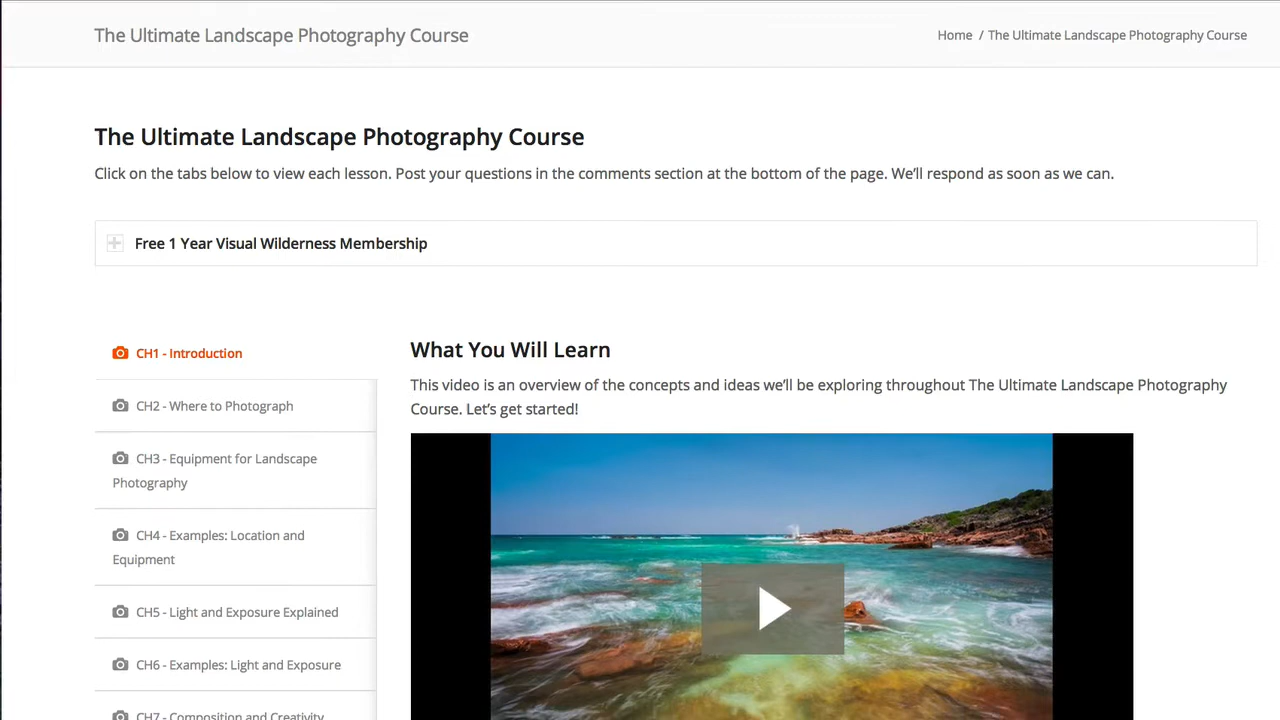 The Ultimate Landscape Photography Course
Home / The Ultimate Landscape Photography Course
The Ultimate Landscape Photography Course
Click on the tabs below to view each lesson. Post your questions in the comments section at the bottom of the page. We’ll respond as soon as we can.
Free 1 Year Visual Wilderness Membership
CH1 - Introduction
CH2 - Where to Photograph
CH3 - Equipment for Landscape
Photography
CH4 - Examples: Location and
Equipment
CH5 - Light and Exposure Explained
CH6 - Examples: Light and Exposure
CH7 - Composition and Creativity
What You Will Learn
This video is an overview of the concepts and ideas we’ll be exploring throughout The Ultimate Landscape Photography
Course. Let’s get started!